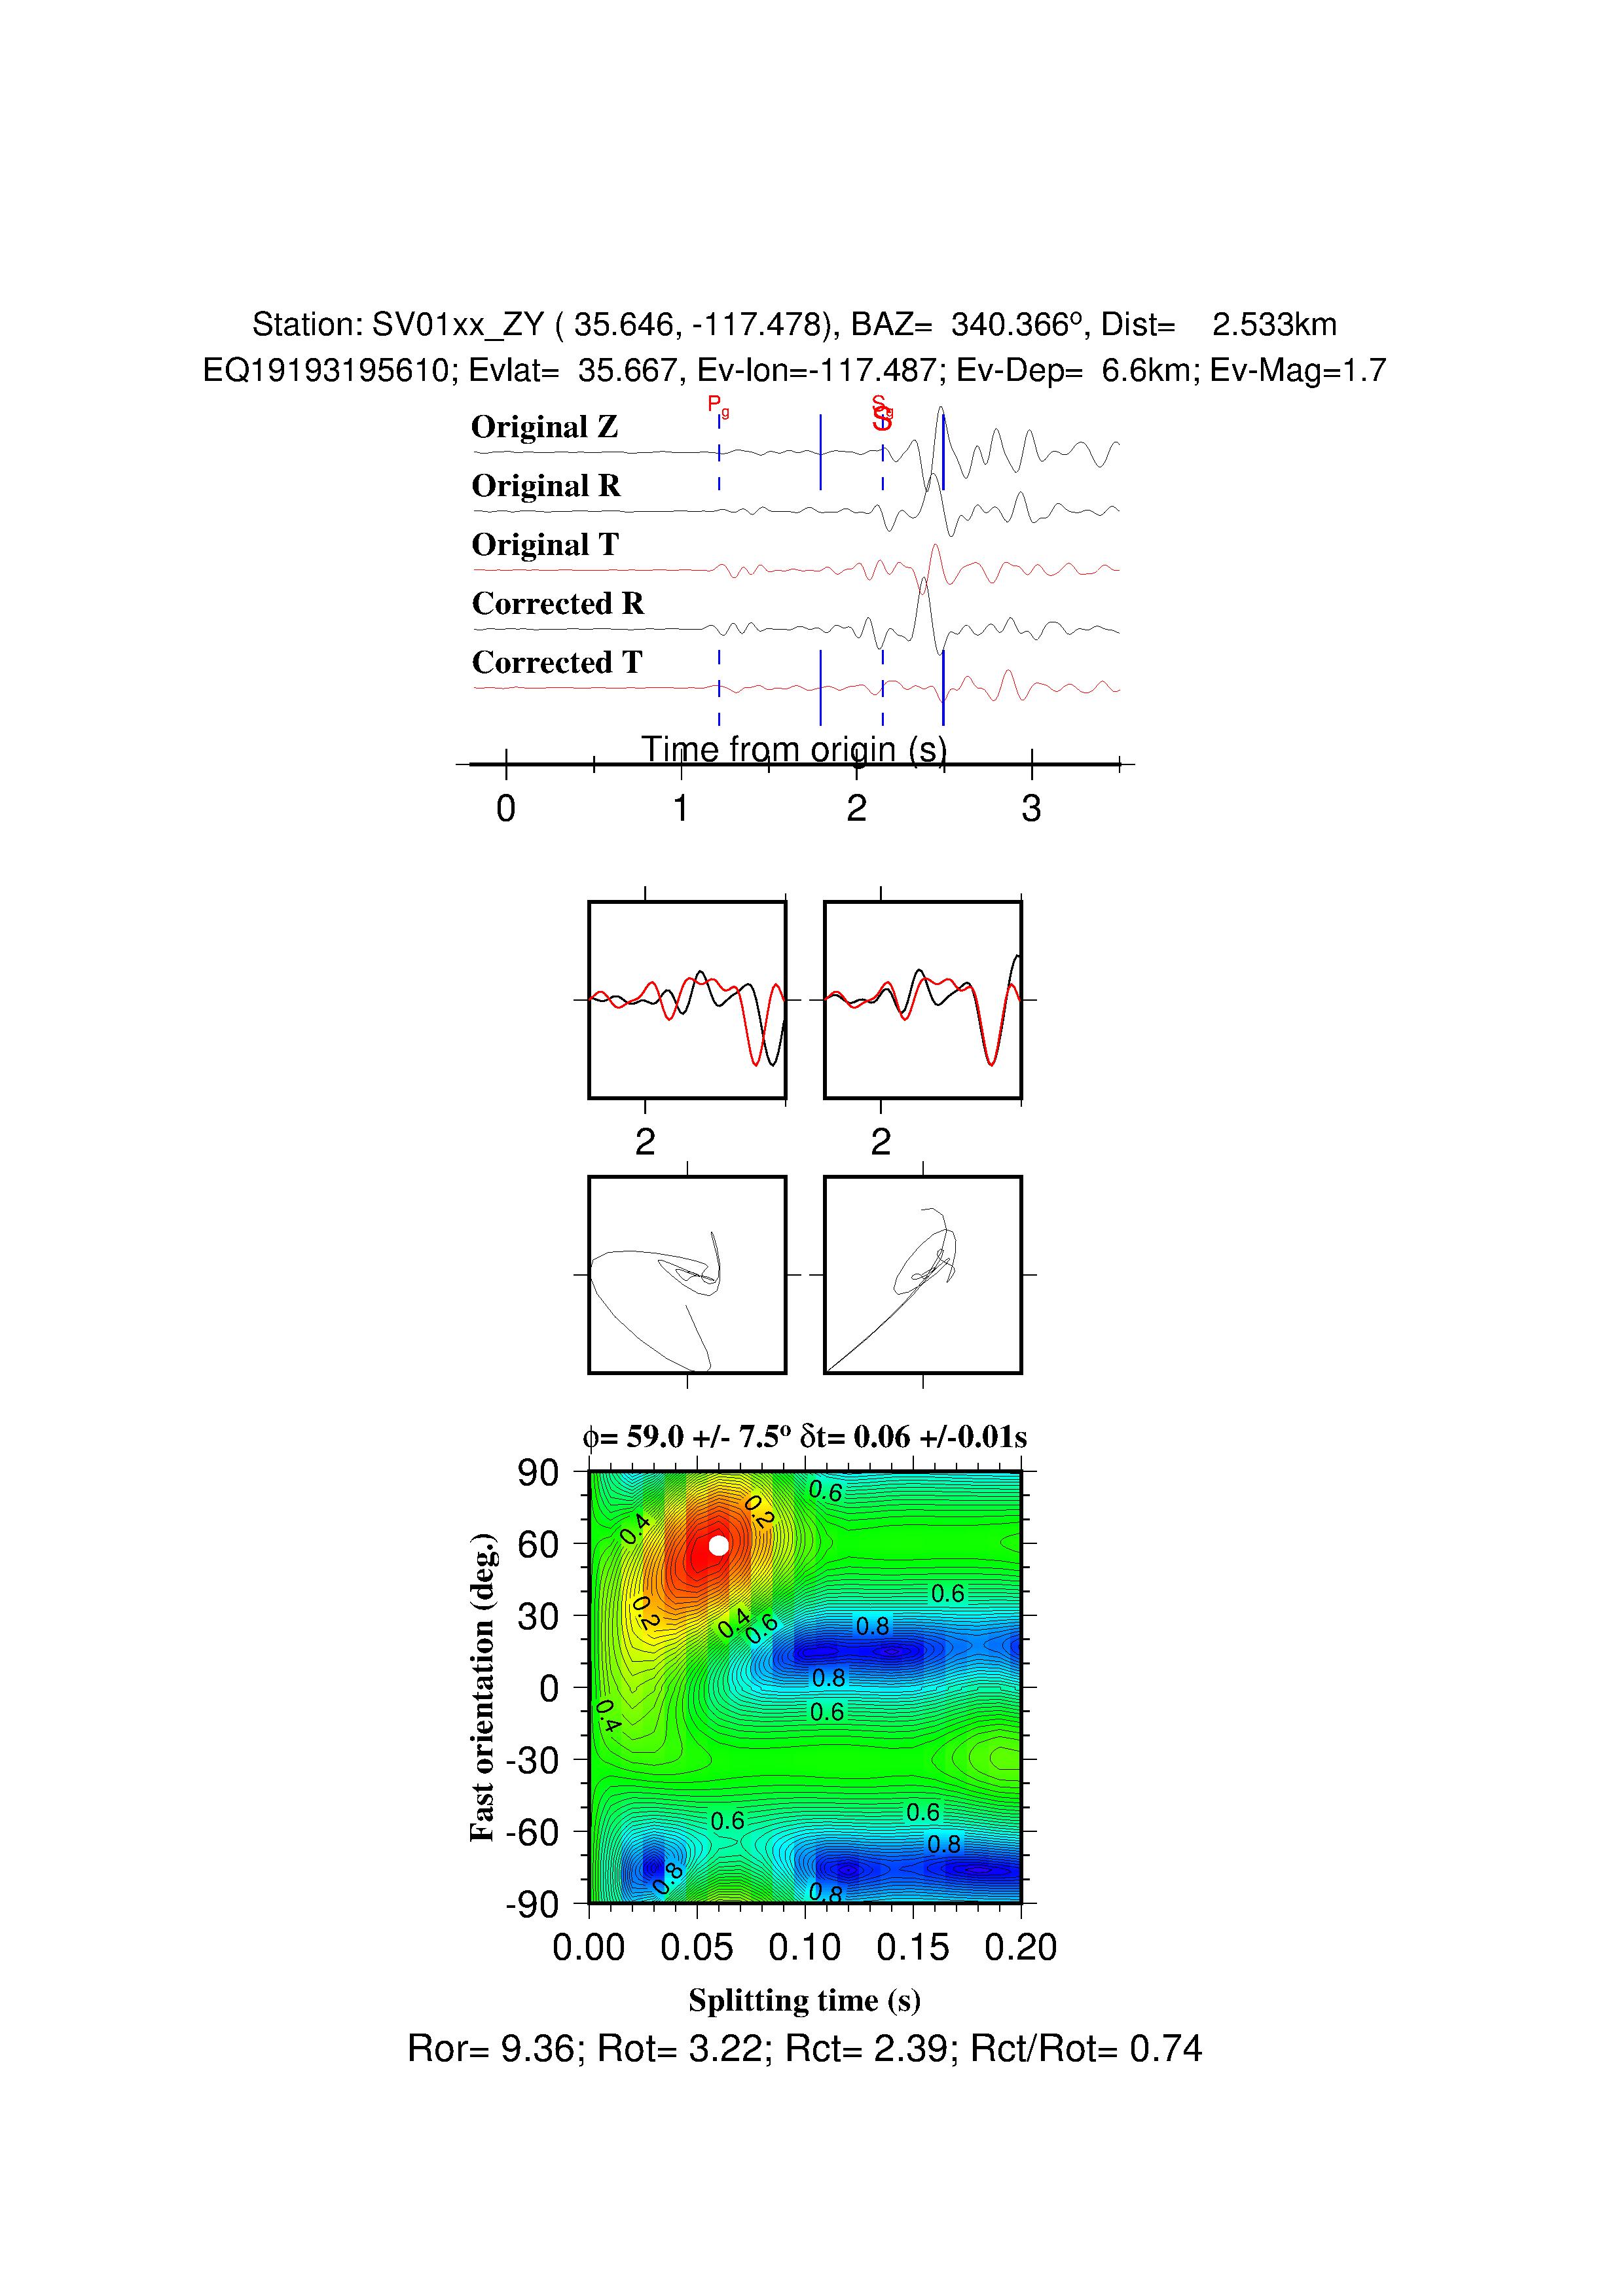 Station: SV01xx_ZY ( 35.646, -117.478), BAZ= 340.366º, Dist= 2.533km
EQ19193195610; Evlat= 35.667, Ev-lon=-117.487; Ev-Dep= 6.6km; Ev-Mag=1.7
Pg Sg
S
Original Z
Original R
Original T
Corrected R
Corrected T
Time from origin (s)
0 1 2 3
2 2
ϕ= 59.0 +/- 7.5º δt= 0.06 +/-0.01s
Fast orientation (deg.)
90
60
30
0
-30
-60
-90
0.6
0.2
0.4
0.6
0.2
0.4
0.6
0.8
0.8
0.4
0.6
0.6
0.6
0.8
0.8
0.8
0.00 0.05 0.10 0.15 0.20
Splitting time (s)
Ror= 9.36; Rot= 3.22; Rct= 2.39; Rct/Rot= 0.74